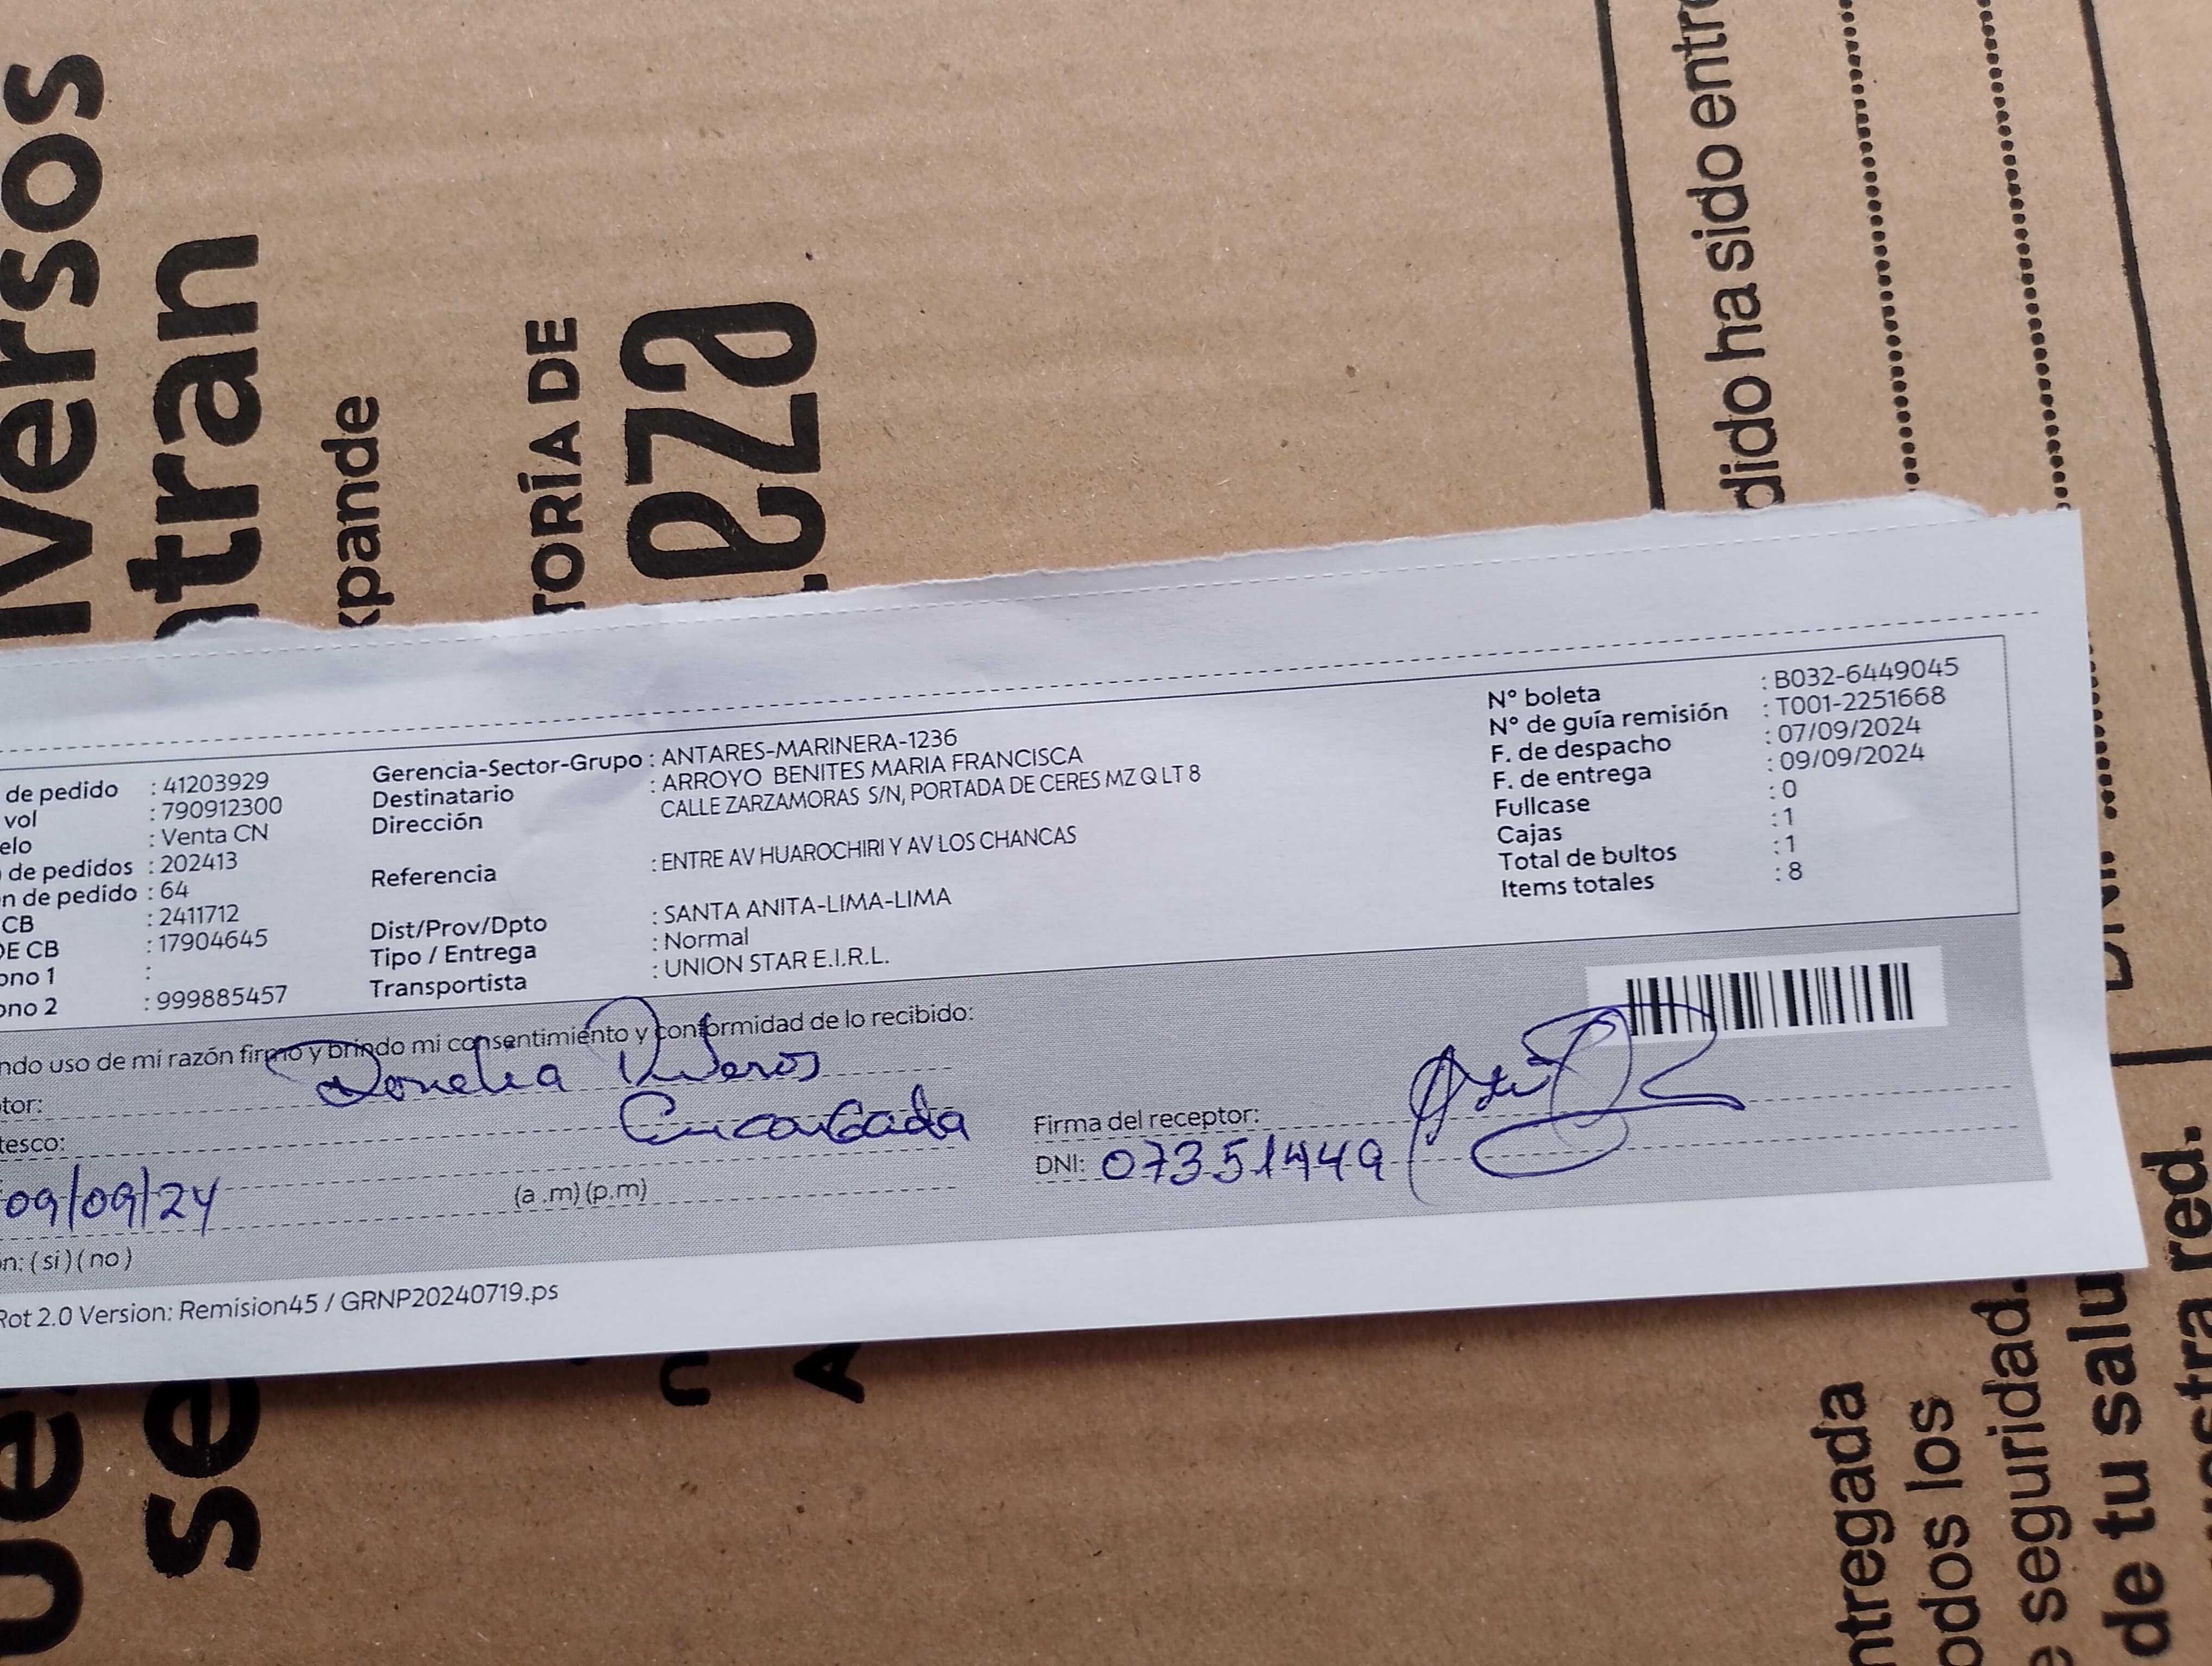 de pedido : 41203929
vol : 790912300
elo : Venta CN
de pedidos : 202413
n de pedido : 64
CB : 2411712
DE CB : 17904645
ono 1 :
ono 2 : 999885457
Gerencia-Sector-Grupo : ANTARES-MARINERA-1236
Destinatario : ARROYO BENITES MARIA FRANCISCA
Dirección CALLE ZARZAMORAS S/N, PORTADA DE CERES MZ Q LT 8
Referencia : ENTRE AV HUAROCHIRI Y AV LOS CHANCAS
Dist/Prov/Dpto : SANTA ANITA-LIMA-LIMA
Tipo / Entrega : Normal
Transportista : UNION STAR E.I.R.L.
N° boleta : B032-6449045
N° de guía remisión : T001-2251668
F. de despacho : 07/09/2024
F. de entrega : 09/09/2024
Fullcase : 0
Cajas : 1
Total de bultos : 1
Items totales : 8
ndo uso de mi razón firmo y brindo mi consentimiento y conformidad de lo recibido:
tor:
tesco: Encargada
09/09/24 (a .m) (p.m)
n: ( si ) ( no )
Firma del receptor:
DNI: 07351449
Rot 2.0 Version: Remision45 / GRNP20240719.ps
versos
ntran
xpande
TORÍA DE
dido ha sido entre
DNI
se
ntregada
odos los
e seguridad.
de tu salu
estra red.